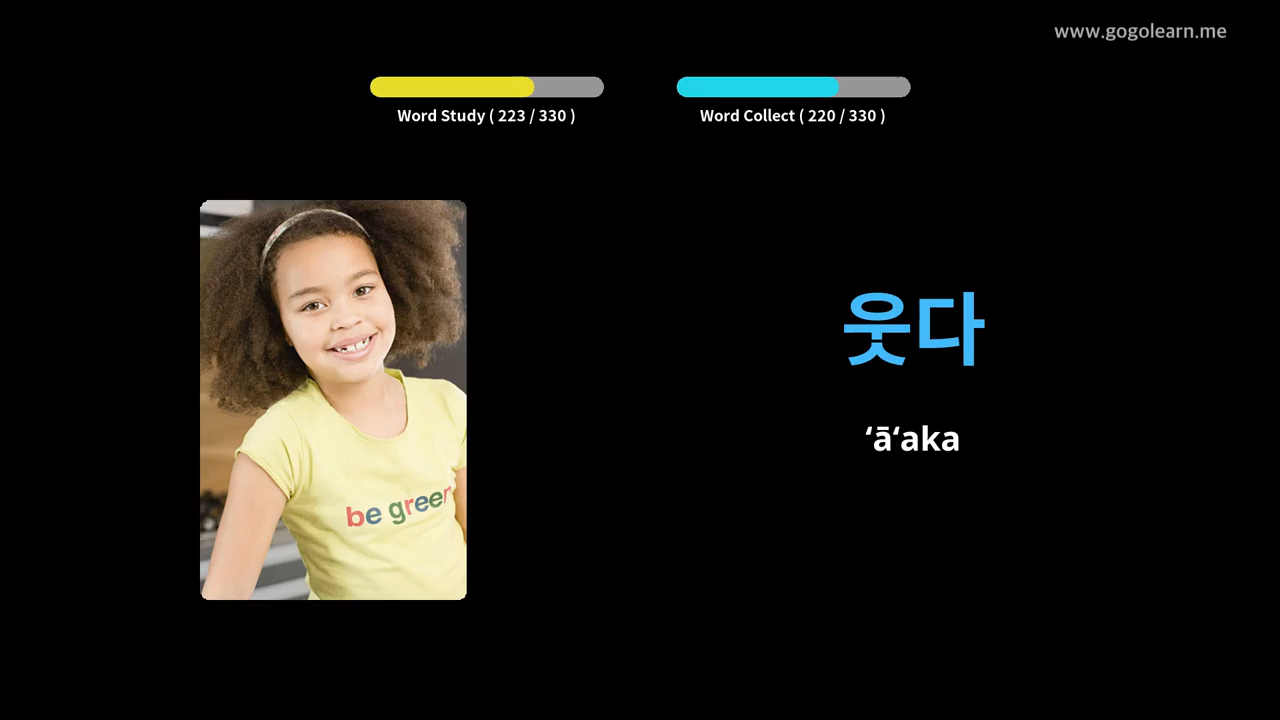 www.gogolearn.me
Word Study ( 223 / 330 )
Word Collect ( 220 / 330 )
웃다
ʻāʻaka
be green